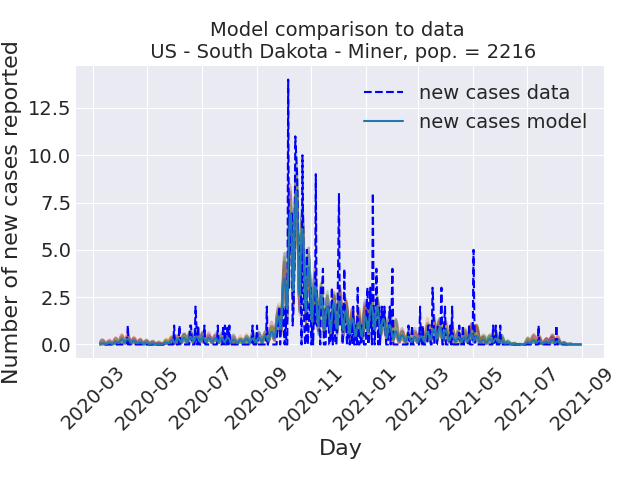 Model comparison to data
US - South Dakota - Miner, pop. = 2216
Number of new cases reported
12.5
10.0
7.5
5.0
2.5
0.0
new cases data
new cases model
2020-03
2020-05
2020-07
2020-09
2020-11
2021-01
2021-03
2021-05
2021-07
2021-09
Day